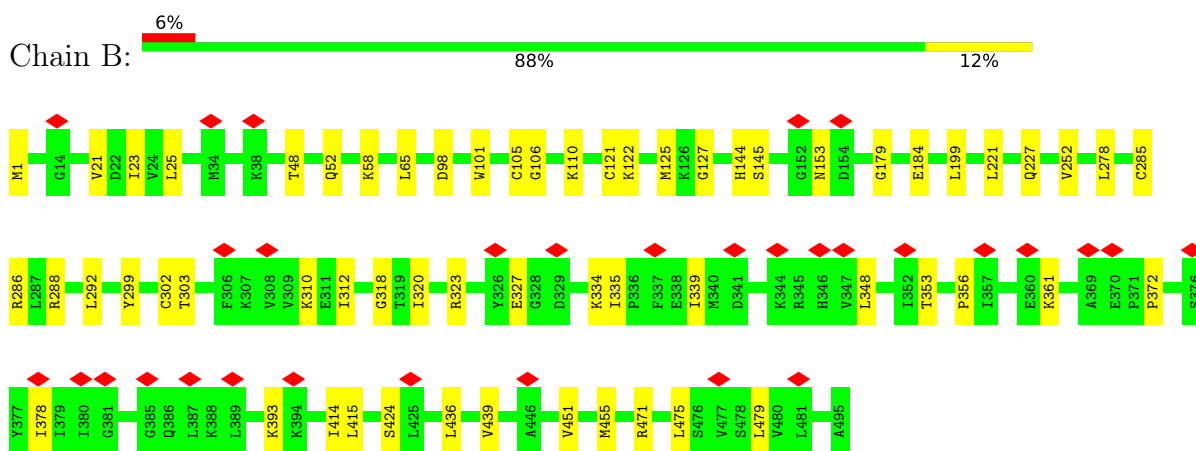 6%
Chain B:
88% 12%
M1 G14 V21 D22 I23 V24 L25 M34 K38 T48 Q52 K58 L65 D98 W101 C105 G106 K110 C121 K122 M125 K126 G127 H144 S145 G152 N153 D154 G179 E184 L199 L221 Q227 V252 L278 C285
R286 L287 R288 L292 Y299 C302 T303 F306 K307 V308 V309 K310 E311 I312 G318 T319 I320 R323 Y326 E327 G328 D329 K334 I335 P336 F337 E338 I339 M340 D341 K344 R345 H346 V347 L348 I352 T353 P356 I357 E360 K361 A369 E370 P371 P372 S376
Y377 I378 I379 I380 G381 G385 Q386 L387 K388 L389 K393 K394 I414 L415 S424 L425 L436 V439 A446 V451 M455 R471 L475 S476 V477 S478 L479 V480 L481 A495